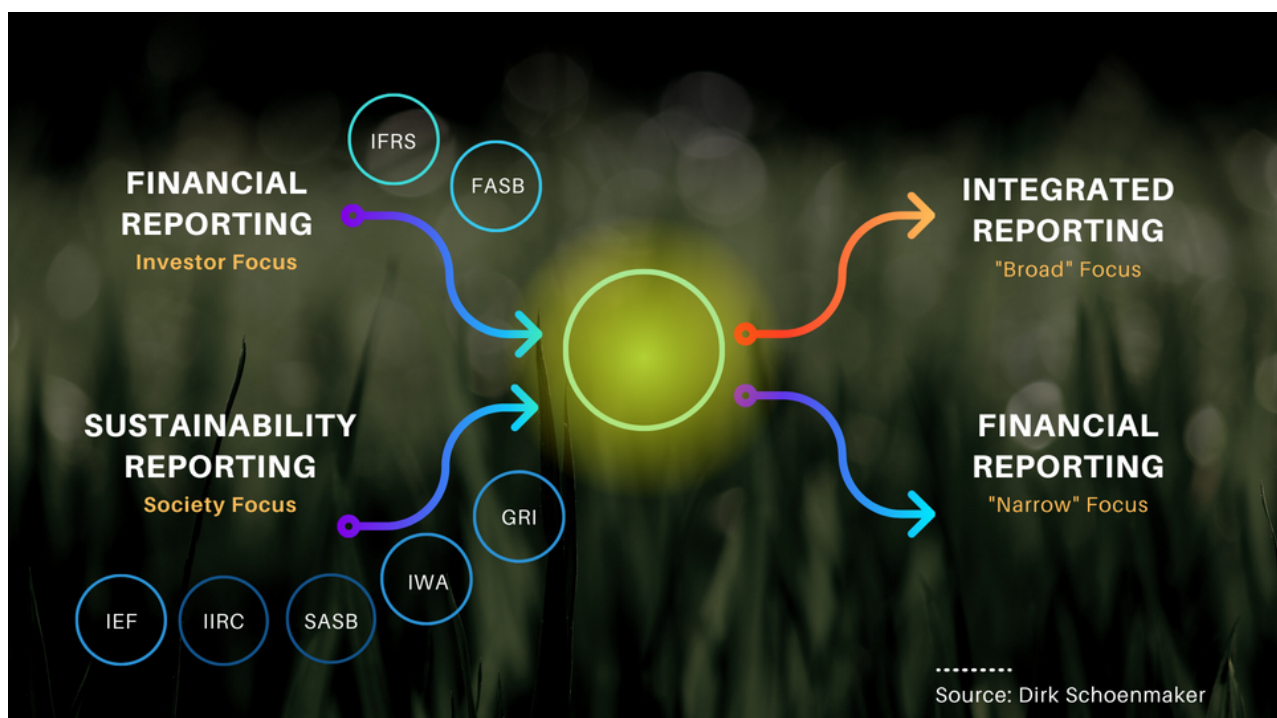 IFRS
FASB
FINANCIAL
REPORTING
Investor Focus
SUSTAINABILITY
REPORTING
Society Focus
GRI
IWA
IEF
IIRC
SASB
INTEGRATED
REPORTING
"Broad" Focus
FINANCIAL
REPORTING
"Narrow" Focus
Source: Dirk Schoenmaker